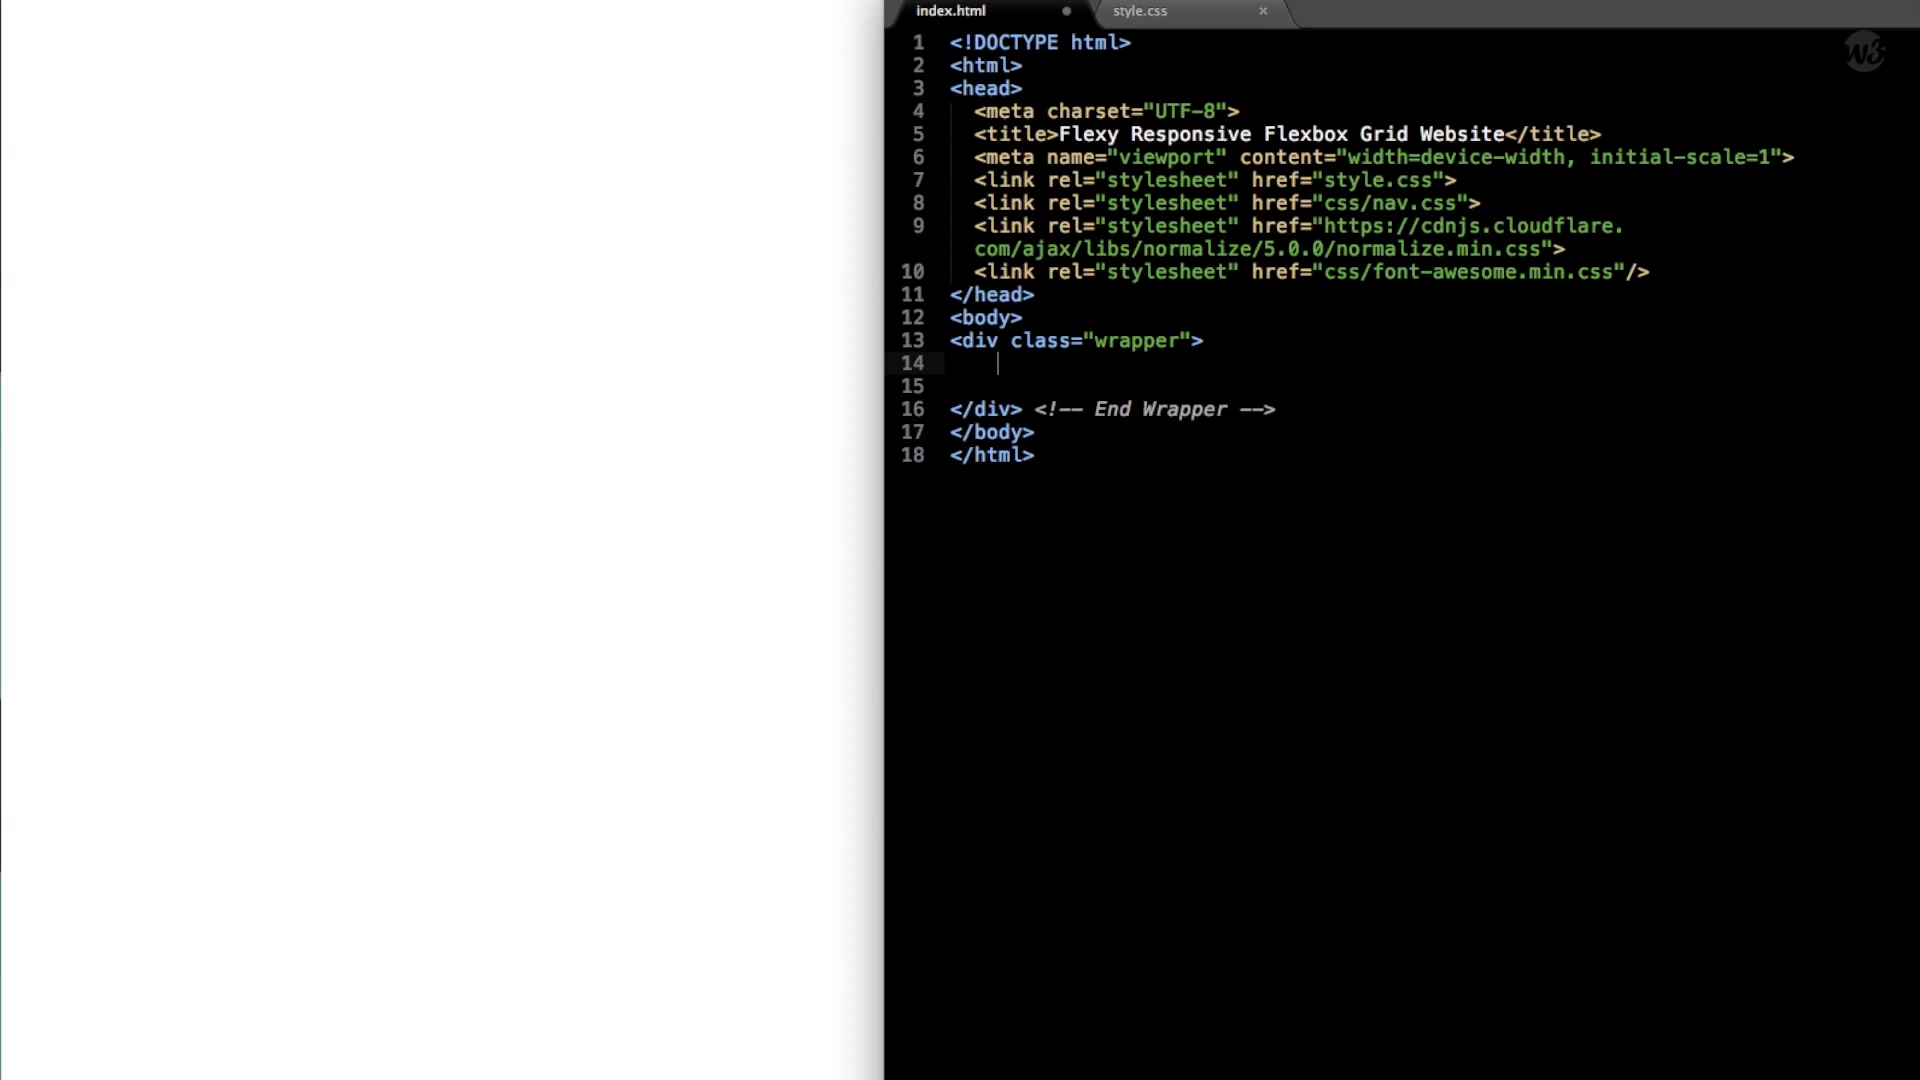 index.html
style.css
W3
1 <!DOCTYPE html>
2 <html>
3 <head>
4 <meta charset="UTF-8">
5 <title>Flexy Responsive Flexbox Grid Website</title>
6 <meta name="viewport" content="width=device-width, initial-scale=1">
7 <link rel="stylesheet" href="style.css">
8 <link rel="stylesheet" href="css/nav.css">
9 <link rel="stylesheet" href="https://cdnjs.cloudflare.
com/ajax/libs/normalize/5.0.0/normalize.min.css">
10 <link rel="stylesheet" href="css/font-awesome.min.css"/>
11 </head>
12 <body>
13 <div class="wrapper">
14
15
16 </div> <!-- End Wrapper -->
17 </body>
18 </html>